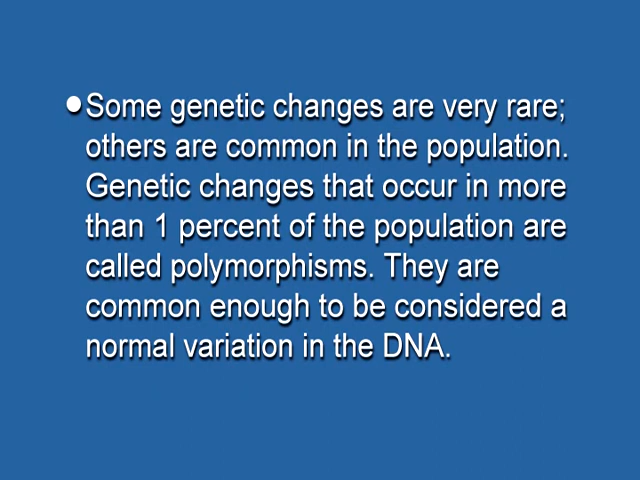 •Some genetic changes are very rare;
others are common in the population.
Genetic changes that occur in more
than 1 percent of the population are
called polymorphisms. They are
common enough to be considered a
normal variation in the DNA.